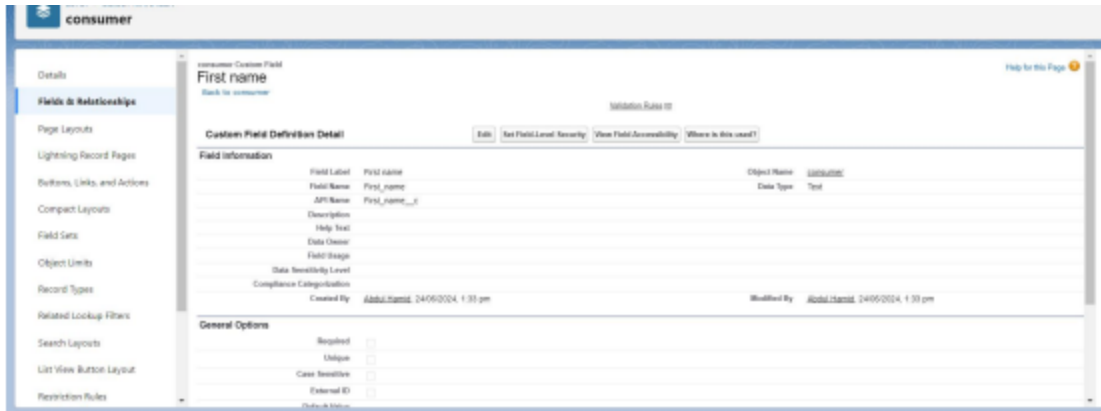 consumer
Details
Fields & Relationships
Page Layouts
Lightning Record Pages
Buttons, Links, and Actions
Compact Layouts
Field Sets
Object Limits
Record Types
Related Lookup Filters
Search Layouts
List View Button Layout
Restriction Rules
consumer Custom Field
First name
Back to consumer
Help for this Page
Validation Rules
Custom Field Definition Detail
Edit Set Field-Level Security View Field Accessibility Where is this used?
Field Information
Field Label First name Object Name consumer
Field Name First_name Data Type Text
API Name First_name__c
Description
Help Text
Data Owner
Field Usage
Data Sensitivity Level
Compliance Categorization
Created By Abdul Hamid, 24/06/2024, 1:33 pm Modified By Abdul Hamid, 24/06/2024, 1:33 pm
General Options
Required
Unique
Case Sensitive
External ID
Default Value